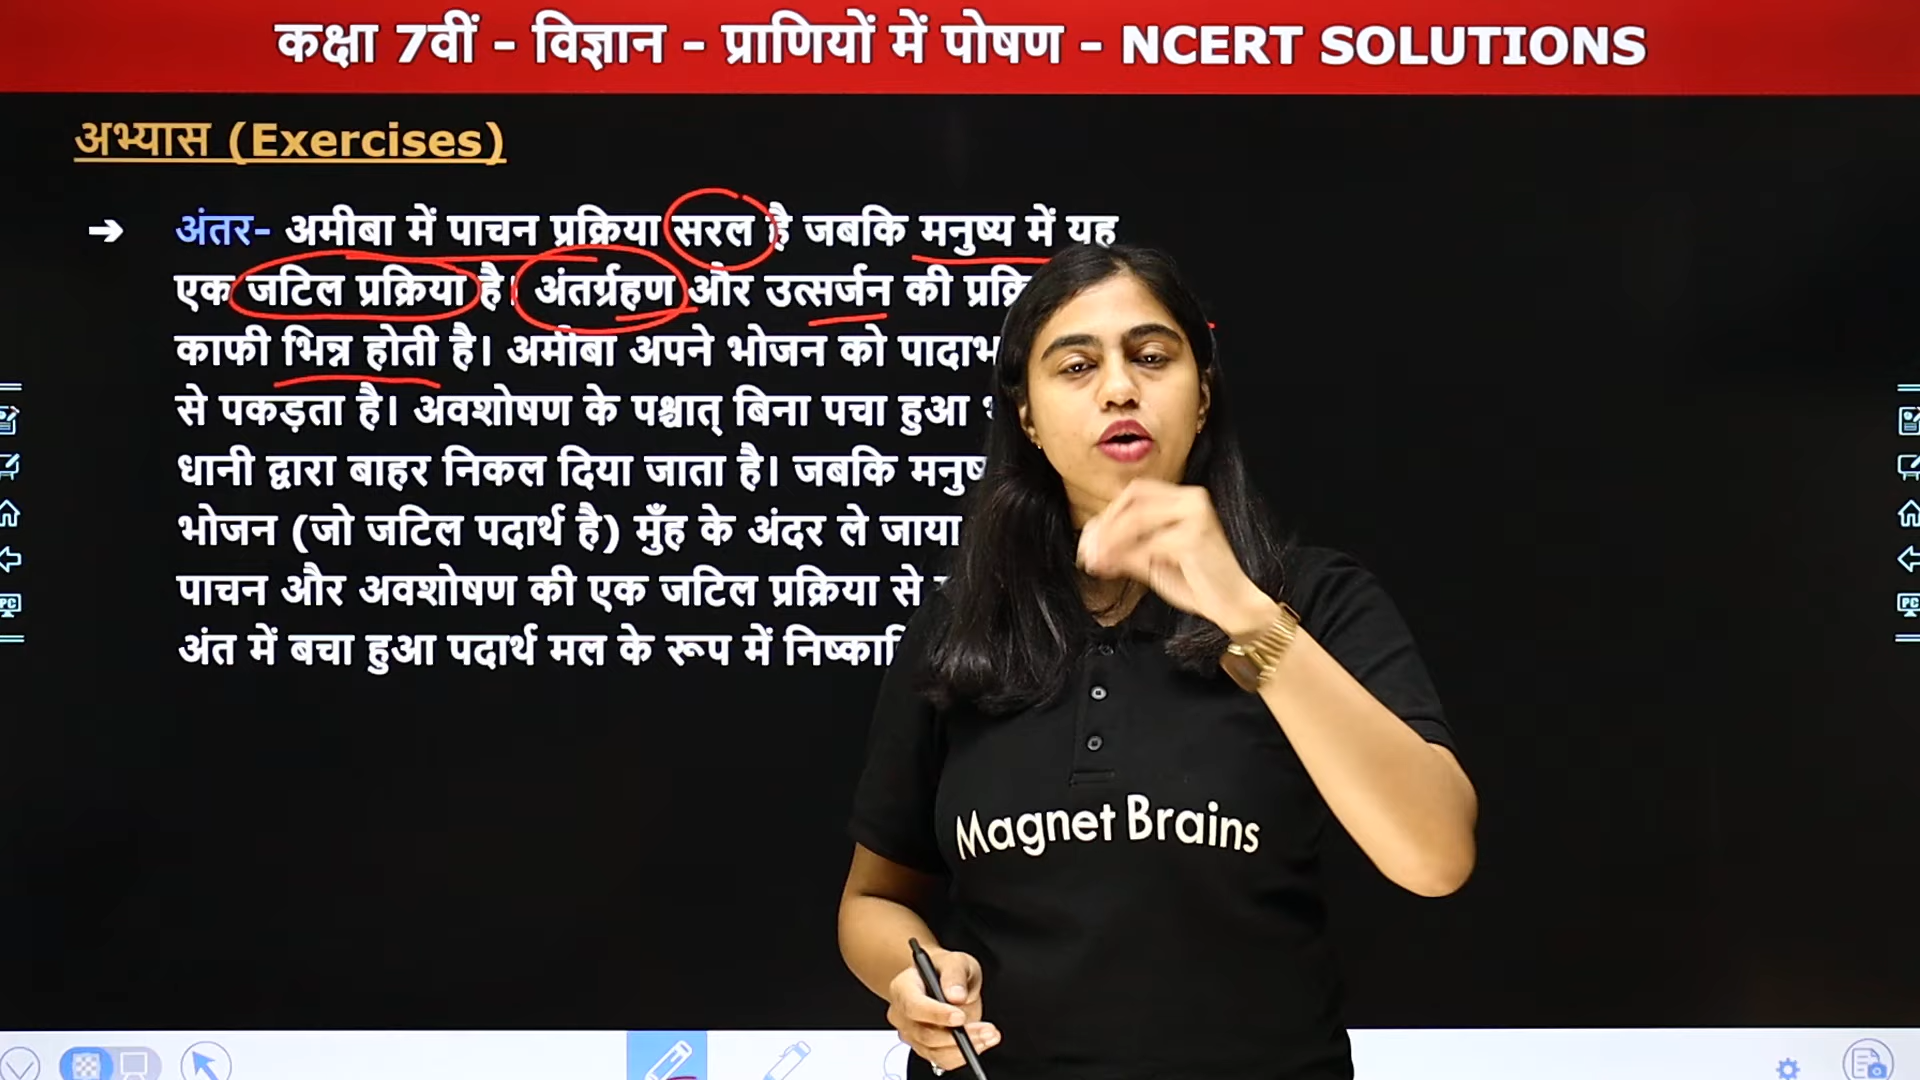 कक्षा 7वीं - विज्ञान - प्राणियों में पोषण - NCERT SOLUTIONS
अभ्यास (Exercises)
➔ अंतर- अमीबा में पाचन प्रक्रिया सरल है जबकि मनुष्य में यह
एक जटिल प्रक्रिया है। अंतर्ग्रहण और उत्सर्जन की
काफी भिन्न होती है। अमीबा अपने भोजन को
से पकड़ता है। अवशोषण के पश्चात् बिना पचा हुआ
धानी द्वारा बाहर निकल दिया जाता है। जबकि
भोजन (जो जटिल पदार्थ है) मुँह के अंदर ले जाया
पाचन और अवशोषण की एक जटिल प्रक्रिया से
अंत में बचा हुआ पदार्थ मल के रूप में
Magnet Brains
PC
PC